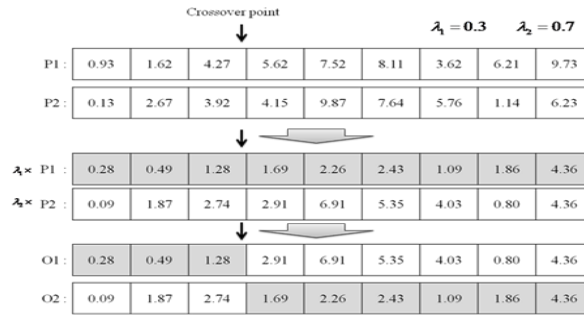 Crossover point
λ₁ = 0.3 λ₂ = 0.7
P1 : 0.93 1.62 4.27 5.62 7.52 8.11 3.62 6.21 9.73
P2 : 0.13 2.67 3.92 4.15 9.87 7.64 5.76 1.14 6.23
λ₁× P1 : 0.28 0.49 1.28 1.69 2.26 2.43 1.09 1.86 4.36
λ₂× P2 : 0.09 1.87 2.74 2.91 6.91 5.35 4.03 0.80 4.36
O1 : 0.28 0.49 1.28 2.91 6.91 5.35 4.03 0.80 4.36
O2 : 0.09 1.87 2.74 1.69 2.26 2.43 1.09 1.86 4.36